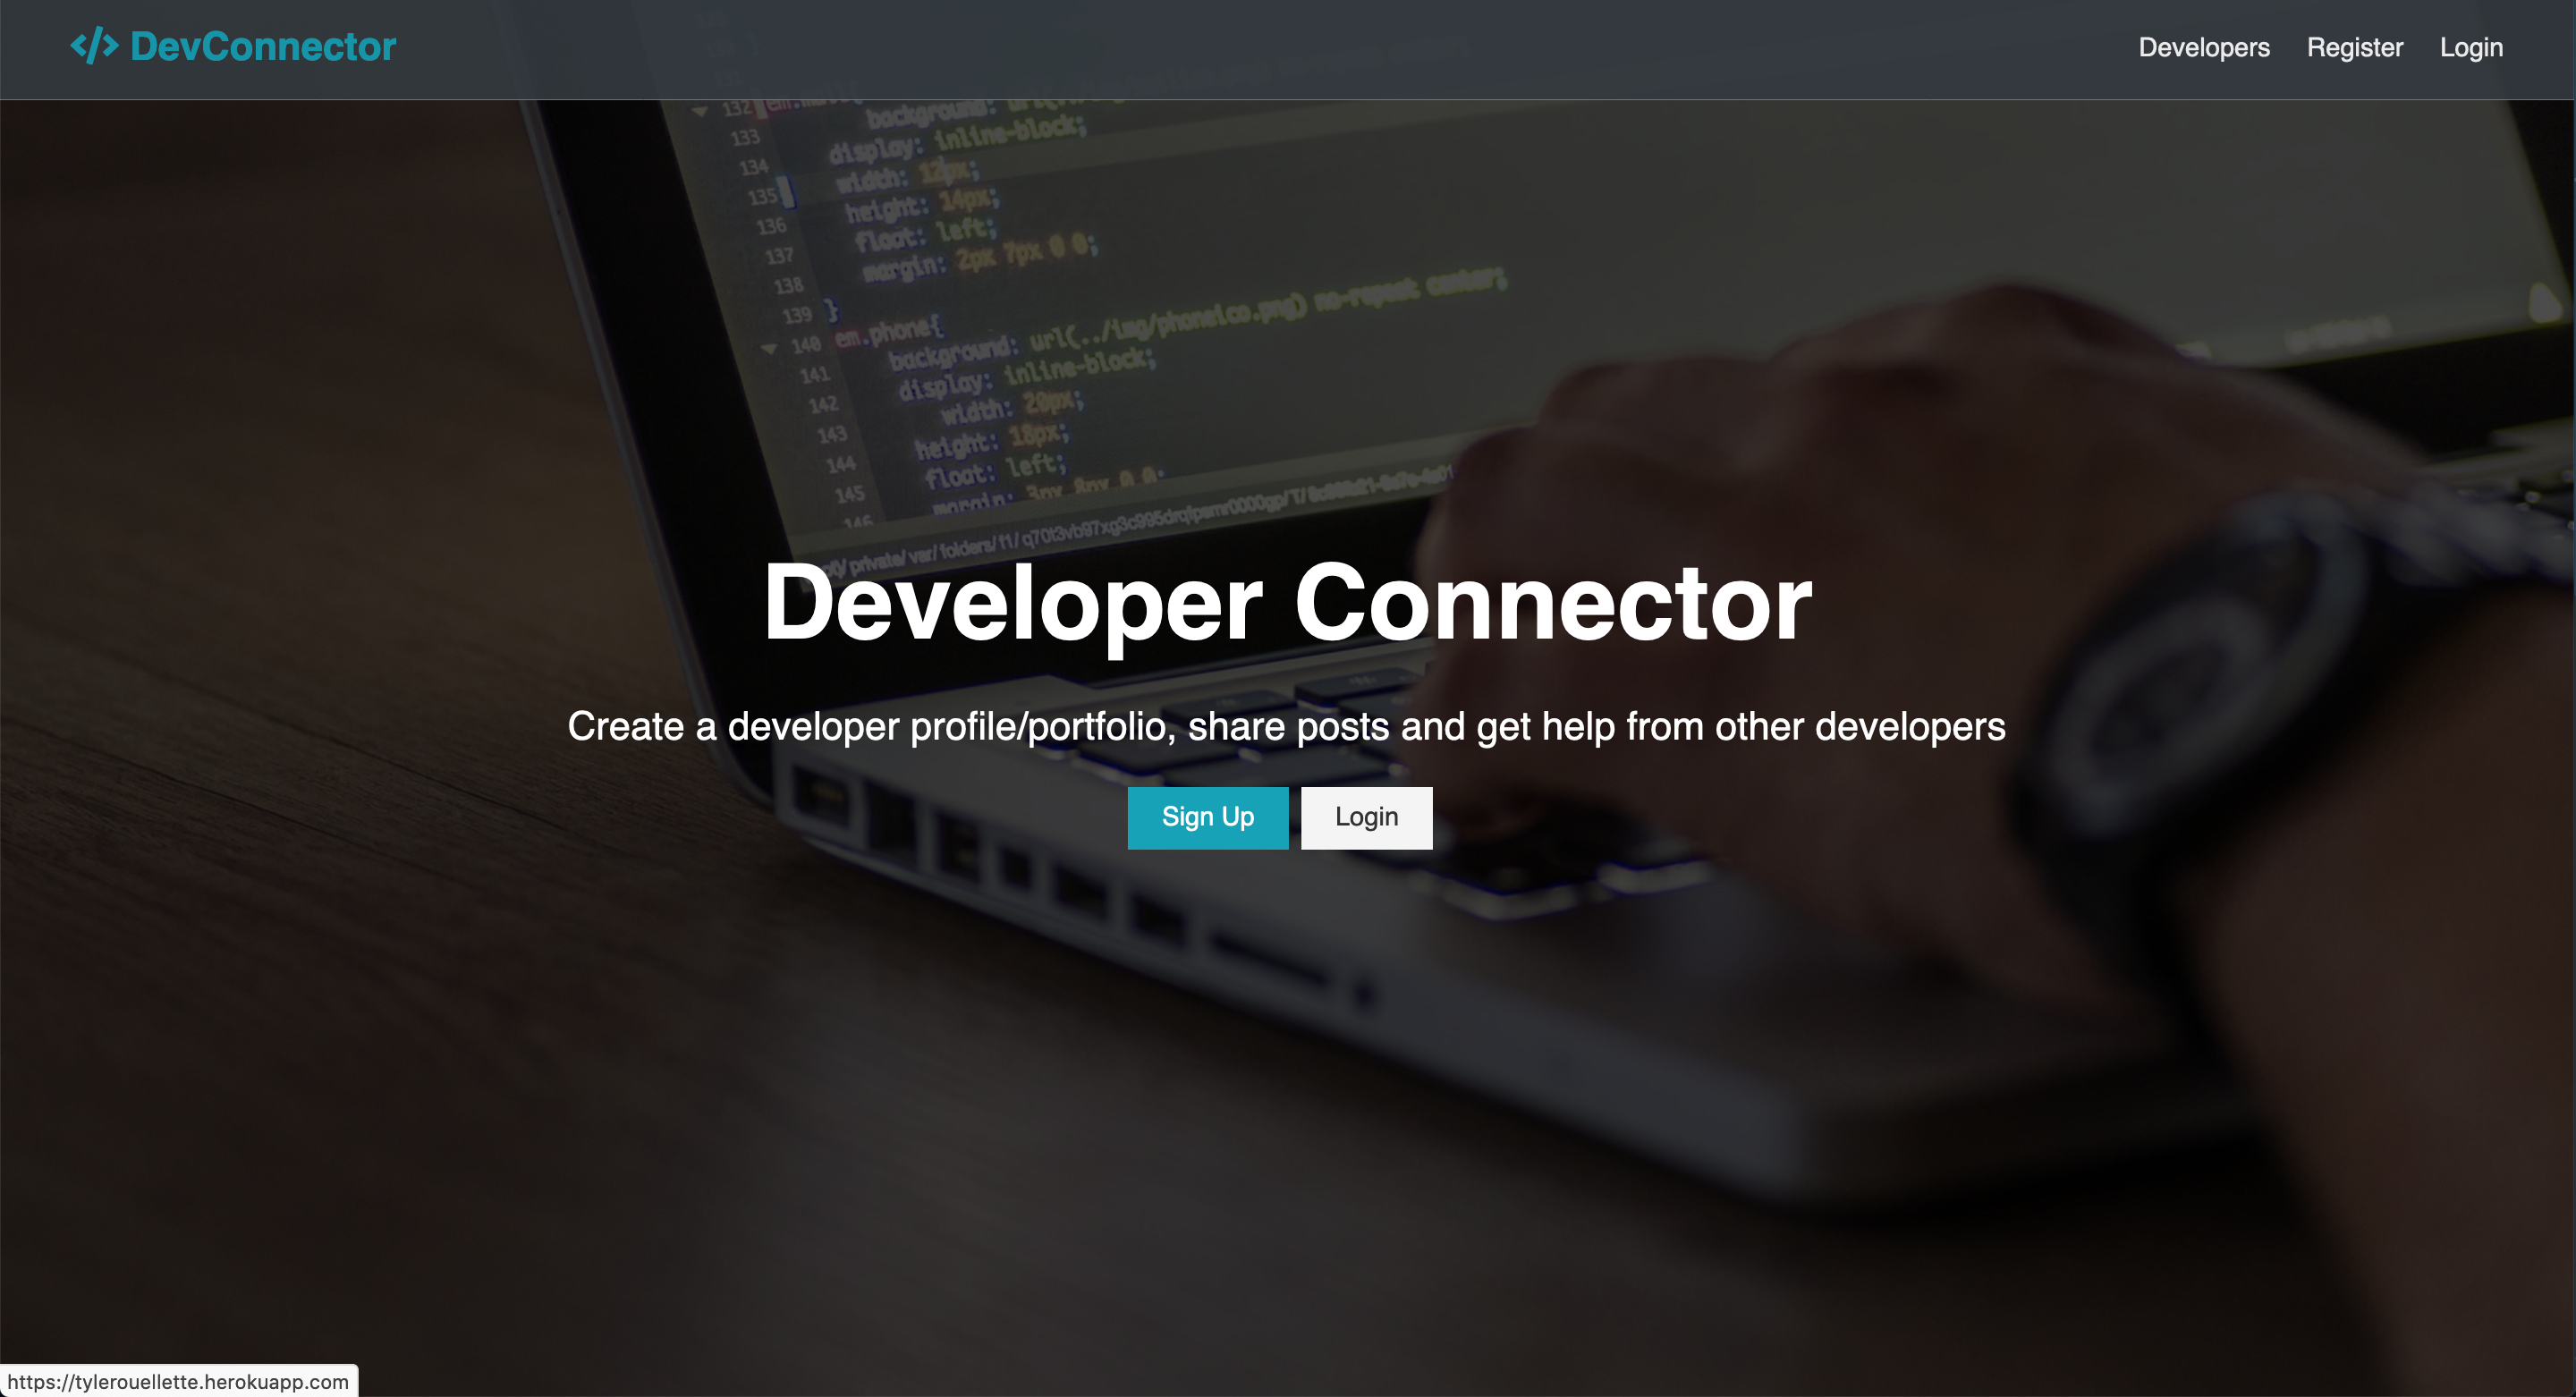 </> DevConnector
Developers Register Login
132 em.mail{
background: url(../img/
133 display: inline-block;
134 width: 12px;
135 height: 14px;
136 float: left;
137 margin: 2px 7px 0 0;
138
139 }
140 em.phone{
141 background: url(../img/phoneico.png) no-repeat center;
142 display: inline-block;
143 width: 20px;
144 height: 18px;
145 float: left;
146 margin: 3px 8px 0 0;
private/var/folders/f1/
Developer Connector
Create a developer profile/portfolio, share posts and get help from other developers
Sign Up Login
https://tylerouellette.herokuapp.com